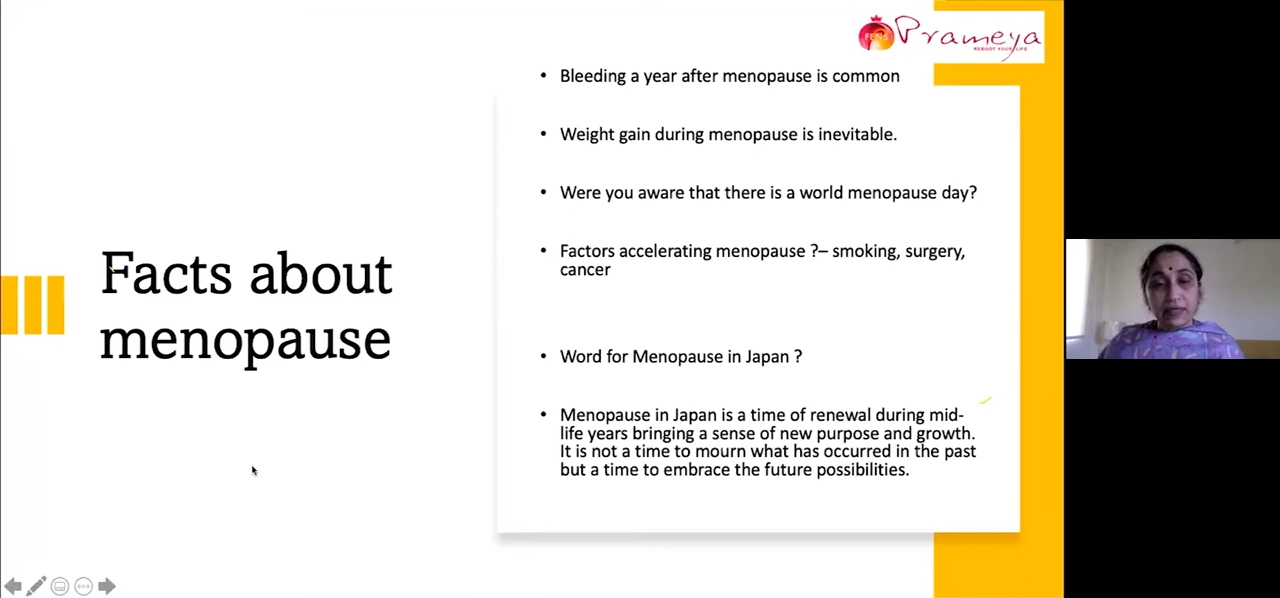 FEMS Prameya
REBOOT YOUR LIFE
Facts about
menopause
• Bleeding a year after menopause is common
• Weight gain during menopause is inevitable.
• Were you aware that there is a world menopause day?
• Factors accelerating menopause ?– smoking, surgery,
cancer
• Word for Menopause in Japan ?
• Menopause in Japan is a time of renewal during mid-
life years bringing a sense of new purpose and growth.
It is not a time to mourn what has occurred in the past
but a time to embrace the future possibilities.